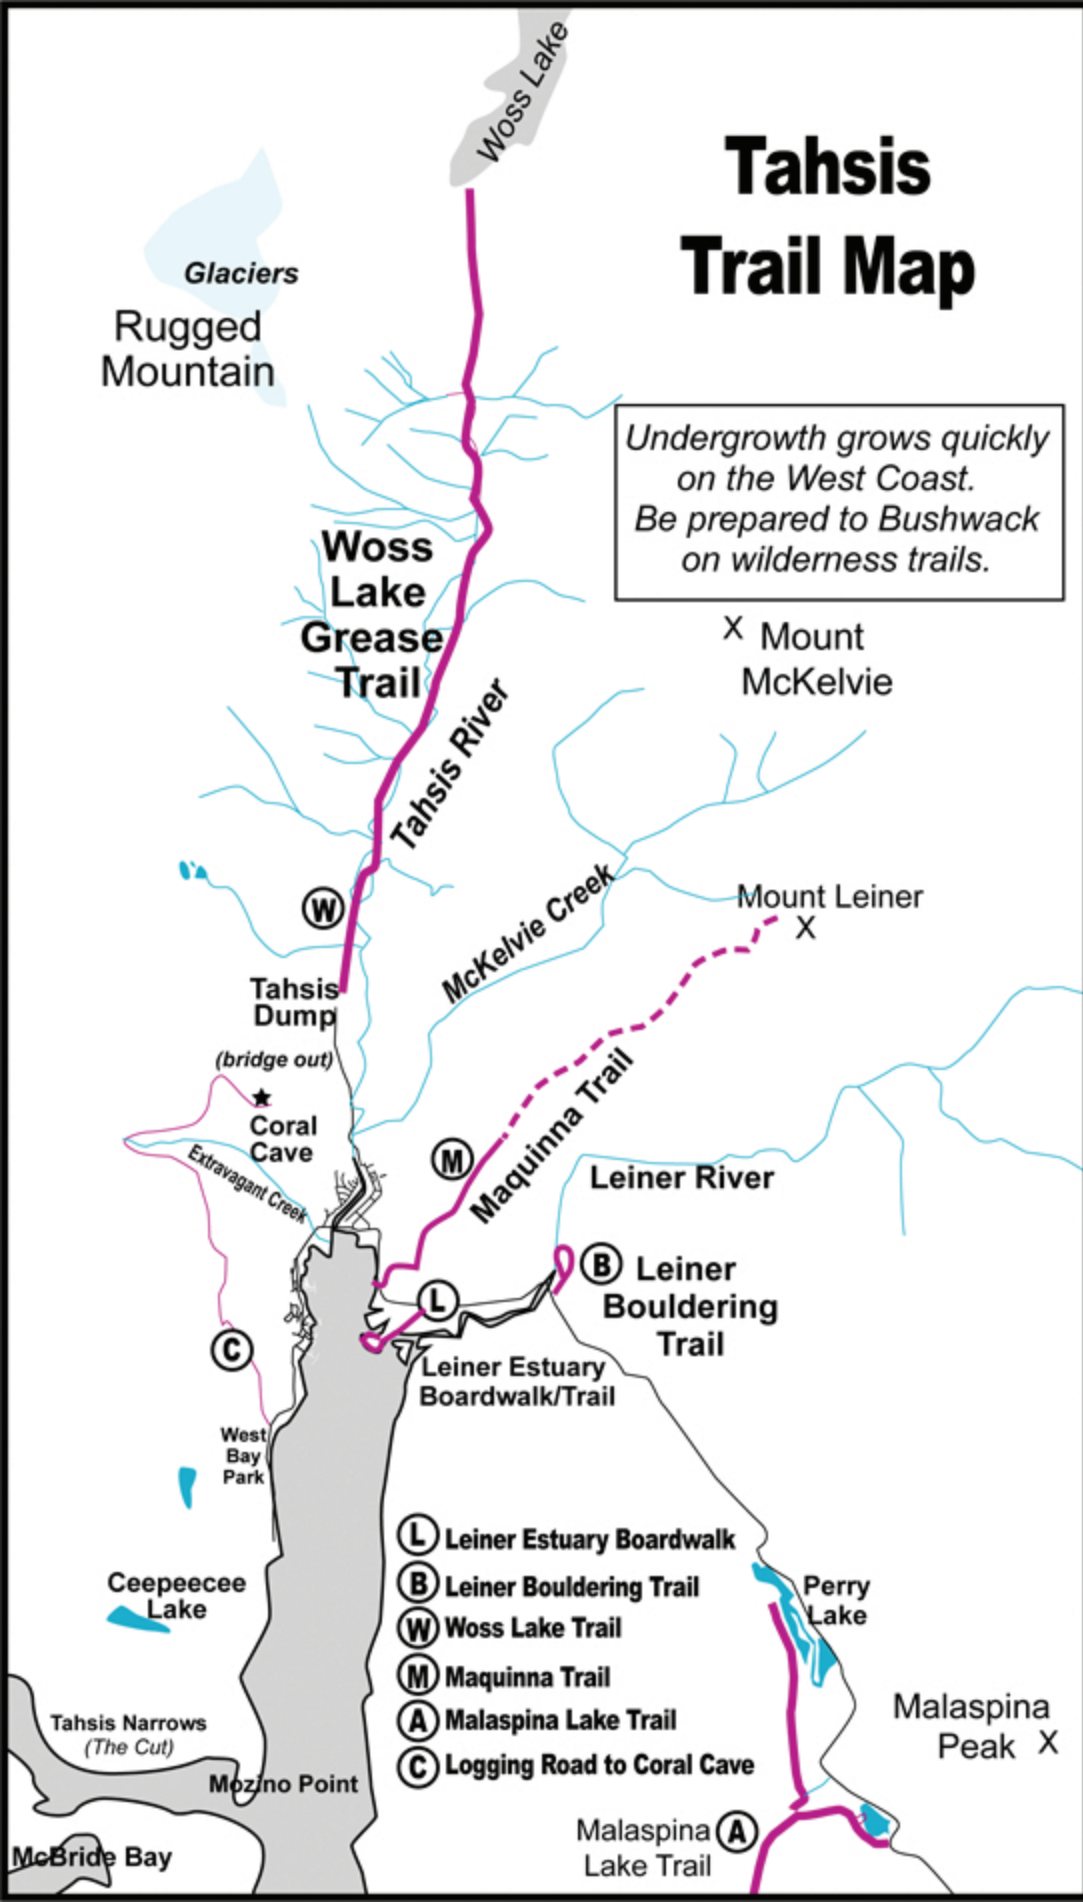 Woss Lake
Tahsis
Trail Map
Glaciers
Rugged
Mountain
Undergrowth grows quickly
on the West Coast.
Be prepared to Bushwack
on wilderness trails.
Woss
Lake
Grease
Trail
X Mount
McKelvie
Tahsis River
W
McKelvie Creek
Mount Leiner
X
Tahsis
Dump
(bridge out)
Coral
Cave
Extravagant Creek
M
Maquinna Trail
Leiner River
B Leiner
Bouldering
Trail
L
Leiner Estuary
Boardwalk/Trail
C
West
Bay
Park
L Leiner Estuary Boardwalk
B Leiner Bouldering Trail
W Woss Lake Trail
M Maquinna Trail
A Malaspina Lake Trail
C Logging Road to Coral Cave
Ceepeecee
Lake
Perry
Lake
Malaspina
Peak X
Tahsis Narrows
(The Cut)
Mozino Point
McBride Bay
Malaspina A
Lake Trail